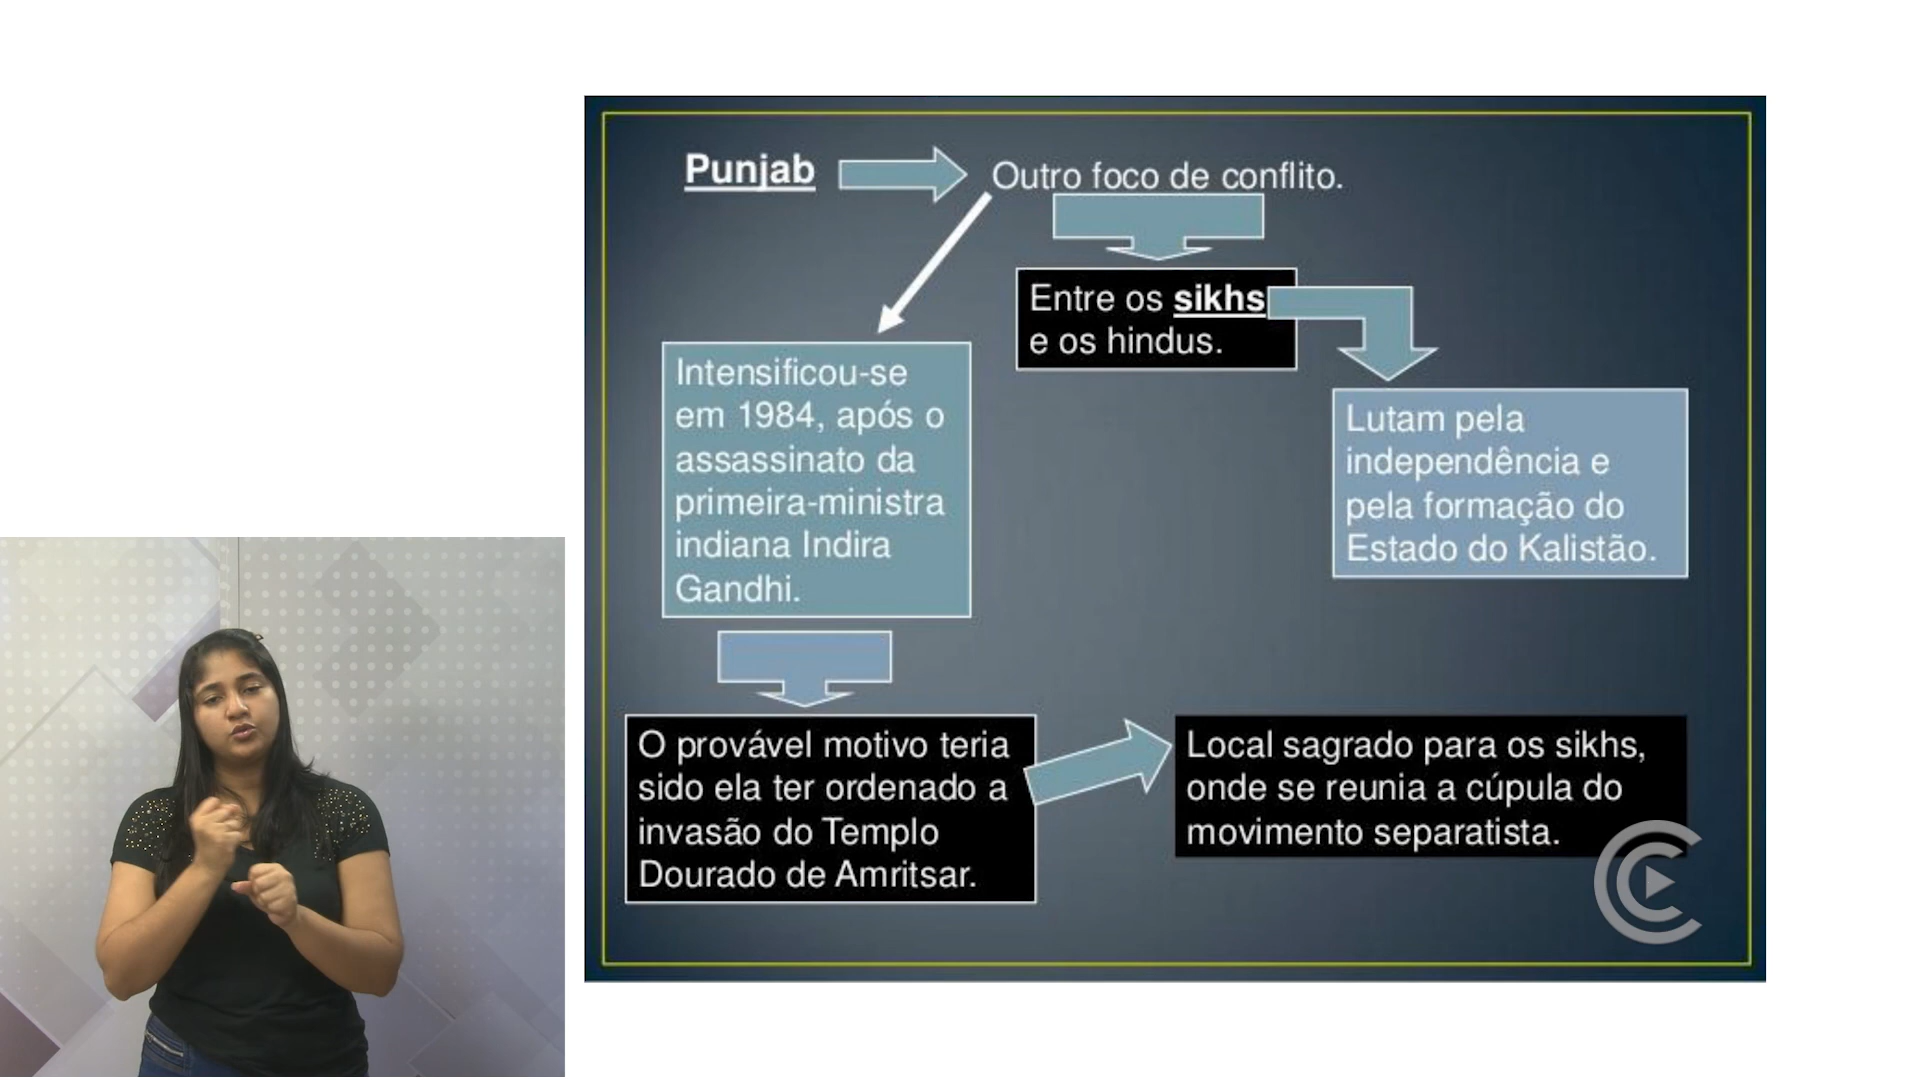 Punjab
Outro foco de conflito.
Entre os sikhs
e os hindus.
Intensificou-se
em 1984, após o
assassinato da
primeira-ministra
indiana Indira
Gandhi.
Lutam pela
independência e
pela formação do
Estado do Kalistão.
O provável motivo teria
sido ela ter ordenado a
invasão do Templo
Dourado de Amritsar.
Local sagrado para os sikhs,
onde se reunia a cúpula do
movimento separatista.